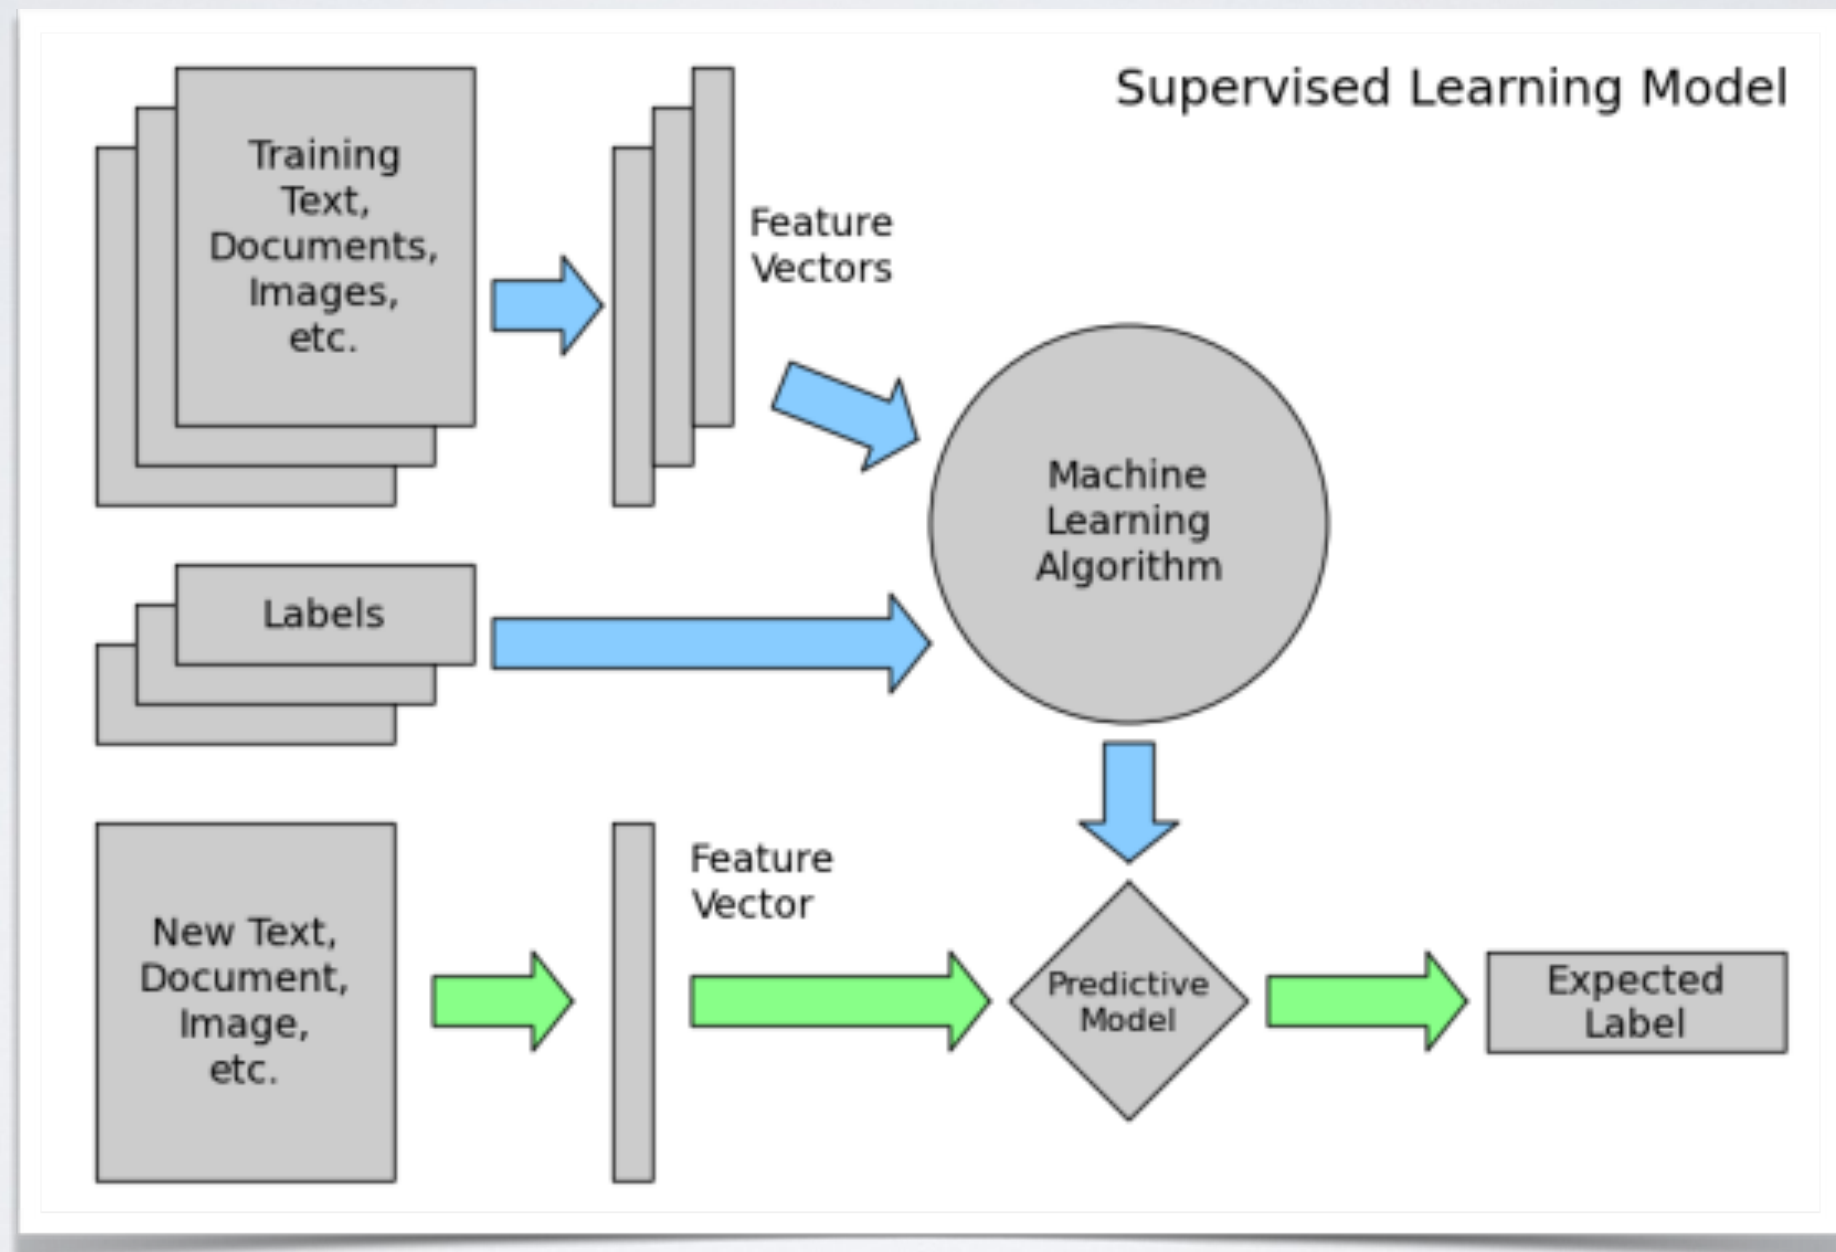 Supervised Learning Model
Training
Text,
Documents,
Images,
etc.
Feature
Vectors
Machine
Learning
Algorithm
Labels
Feature
Vector
New Text,
Document,
Image,
etc.
Predictive
Model
Expected
Label